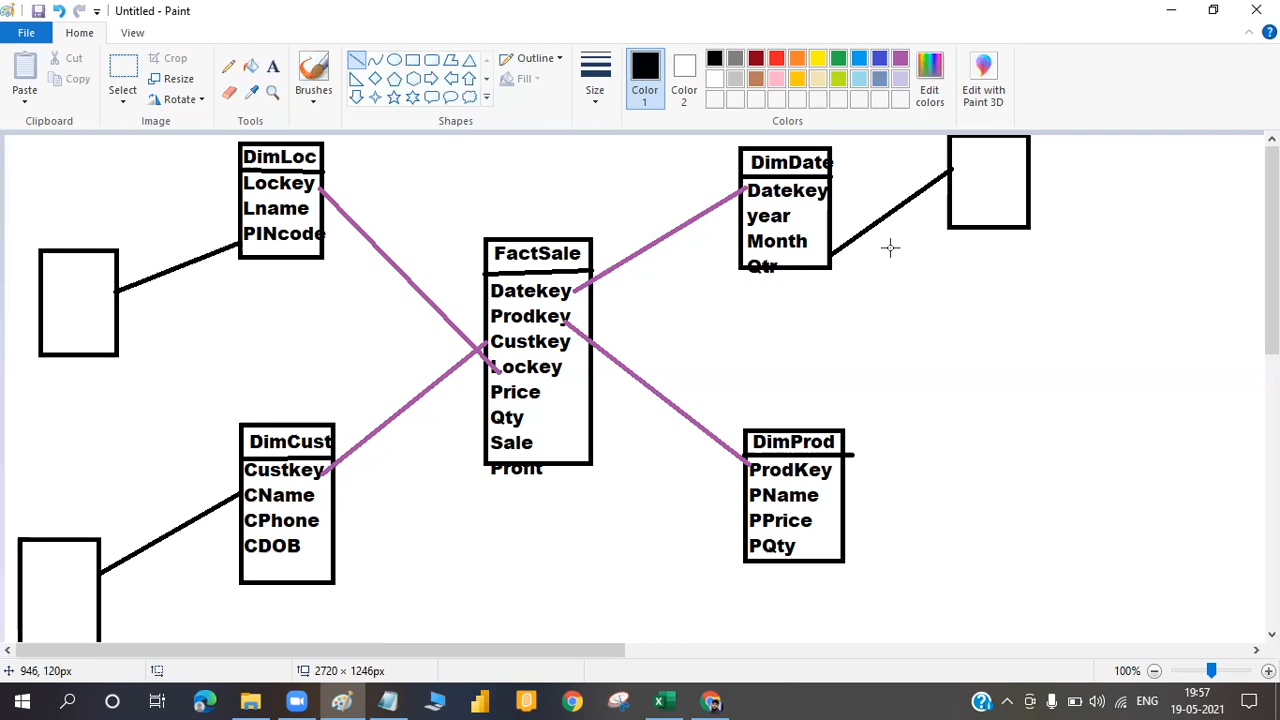 Untitled - Paint
File
Home
View
Paste
Cut
Copy
Clipboard
Select
Crop
Resize
Rotate
Image
Tools
Brushes
Shapes
Outline
Fill
Size
Color 1
Color 2
Edit colors
Colors
Edit with Paint 3D
DimLoc
Lockey
Lname
PINcode
DimDate
Datekey
year
Month
Qtr
FactSale
Datekey
Prodkey
Custkey
Lockey
Price
Qty
Sale
Profit
DimCust
Custkey
CName
CPhone
CDOB
DimProd
ProdKey
PName
PPrice
PQty
946, 120px
2720 × 1246px
100%
ENG
19:57
19-05-2021